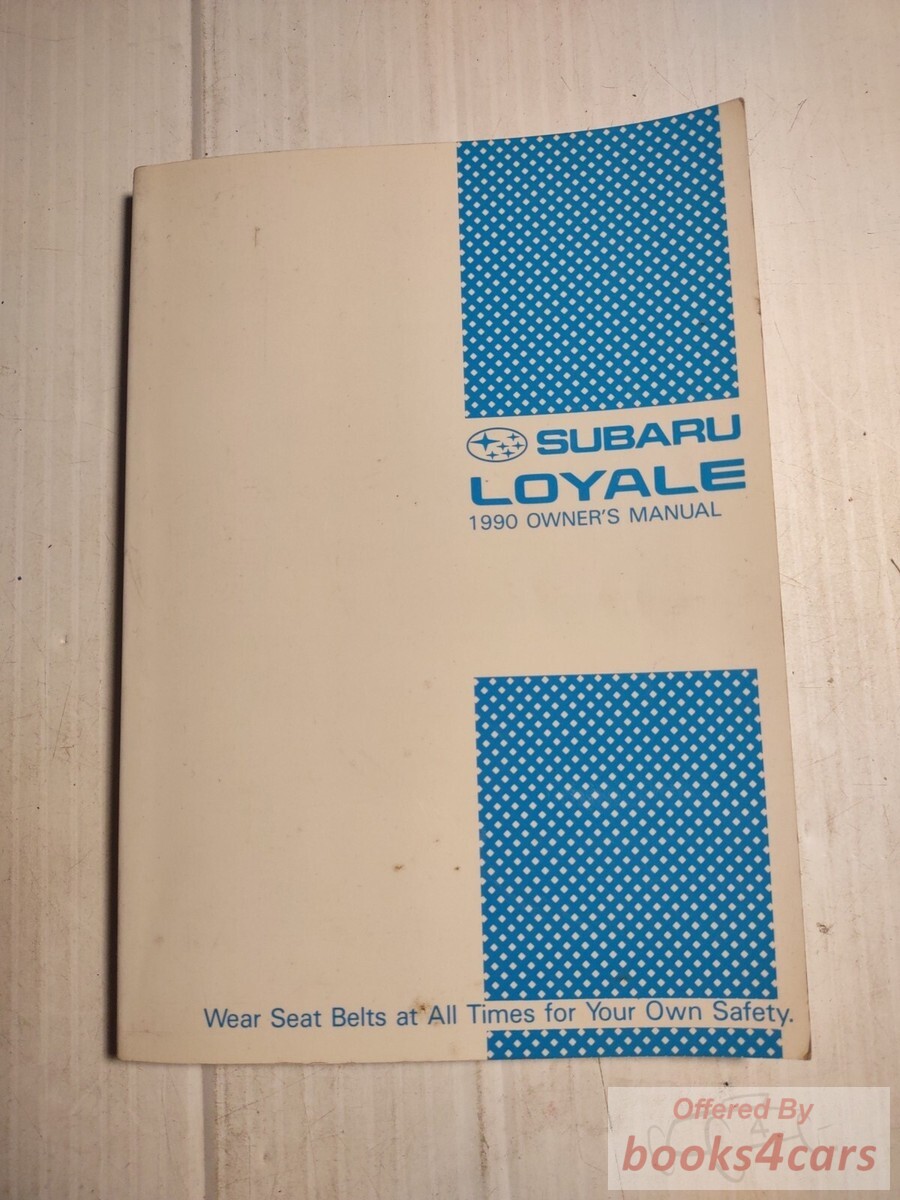 SUBARU
LOYALE
1990 OWNER'S MANUAL
Wear Seat Belts at All Times for Your Own Safety.
Offered By
books4cars